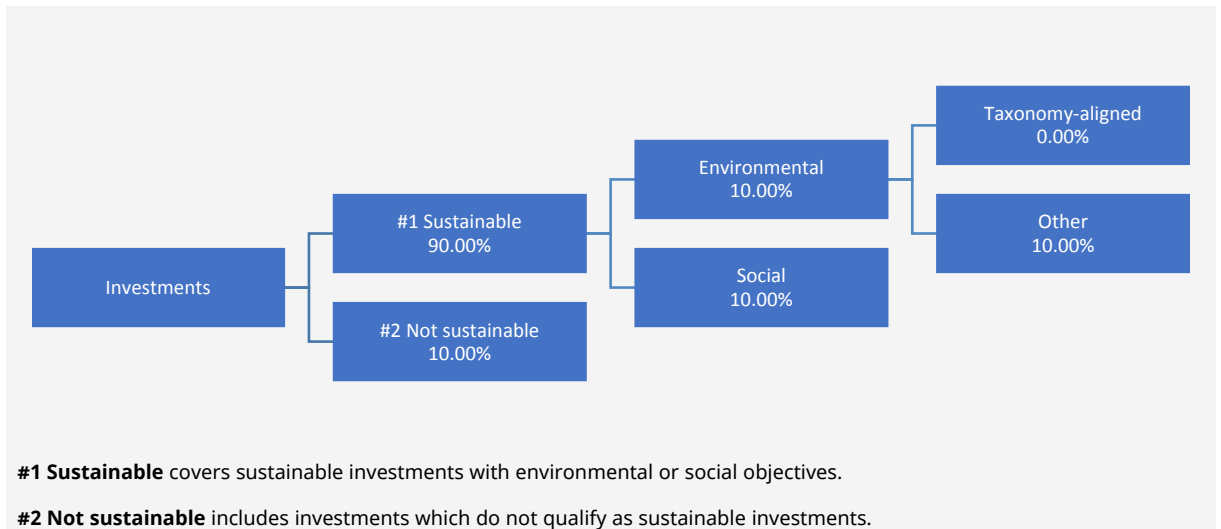 Investments
#1 Sustainable
90.00%
#2 Not sustainable
10.00%
Environmental
10.00%
Social
10.00%
Taxonomy-aligned
0.00%
Other
10.00%
#1 Sustainable covers sustainable investments with environmental or social objectives.
#2 Not sustainable includes investments which do not qualify as sustainable investments.